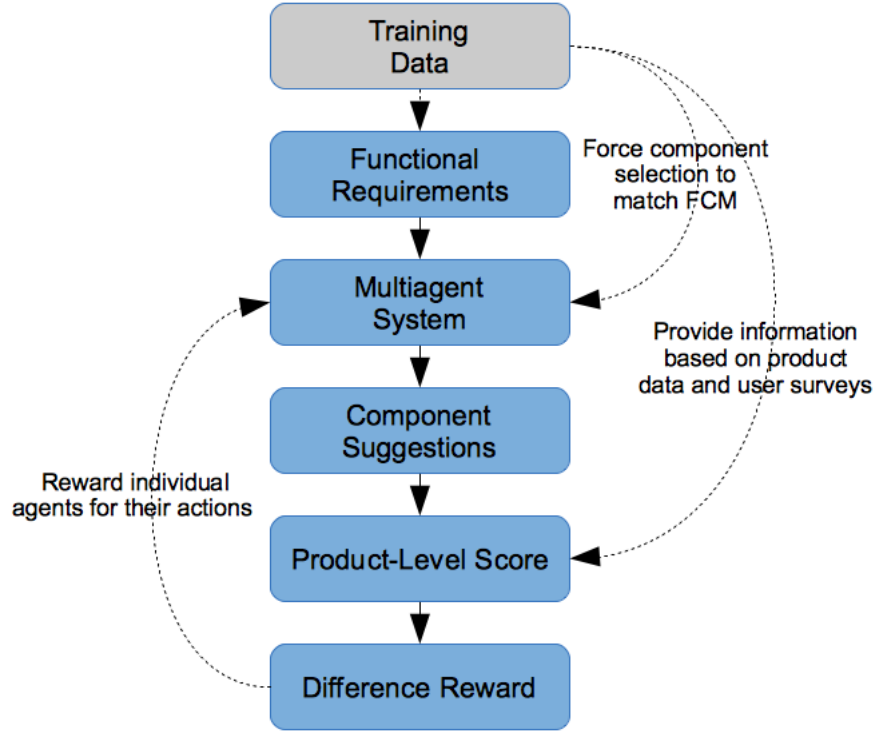 Training
Data
Functional
Requirements
Force component
selection to
match FCM
Multiagent
System
Provide information
based on product
data and user surveys
Component
Suggestions
Reward individual
agents for their actions
Product-Level Score
Difference Reward